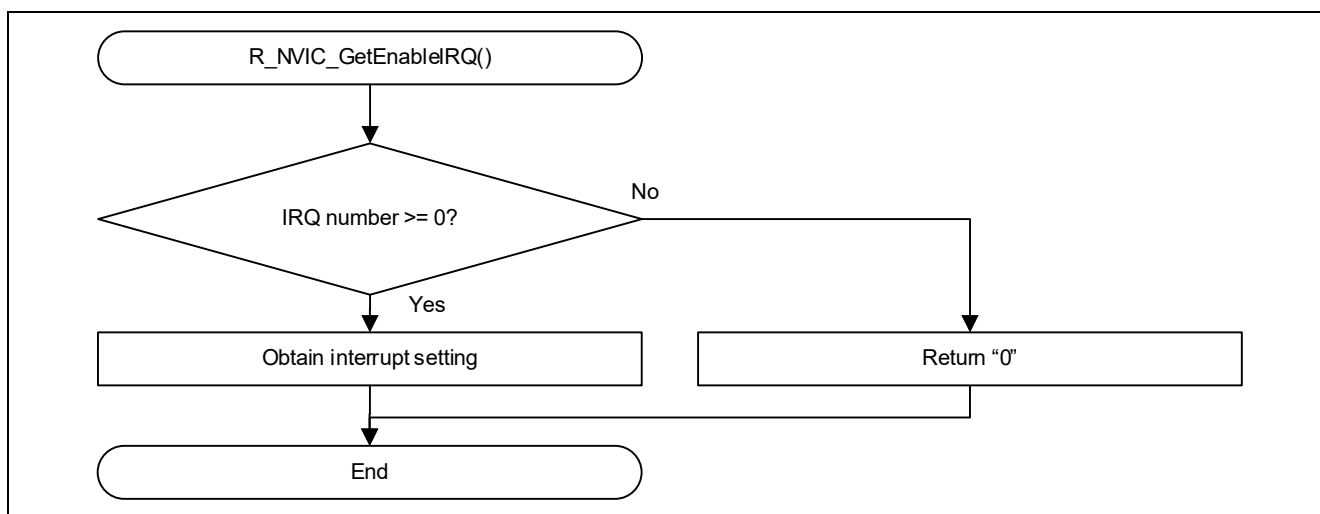 R_NVIC_GetEnableIRQ()
IRQ number >= 0?
No
Yes
Obtain interrupt setting
Return “0”
End